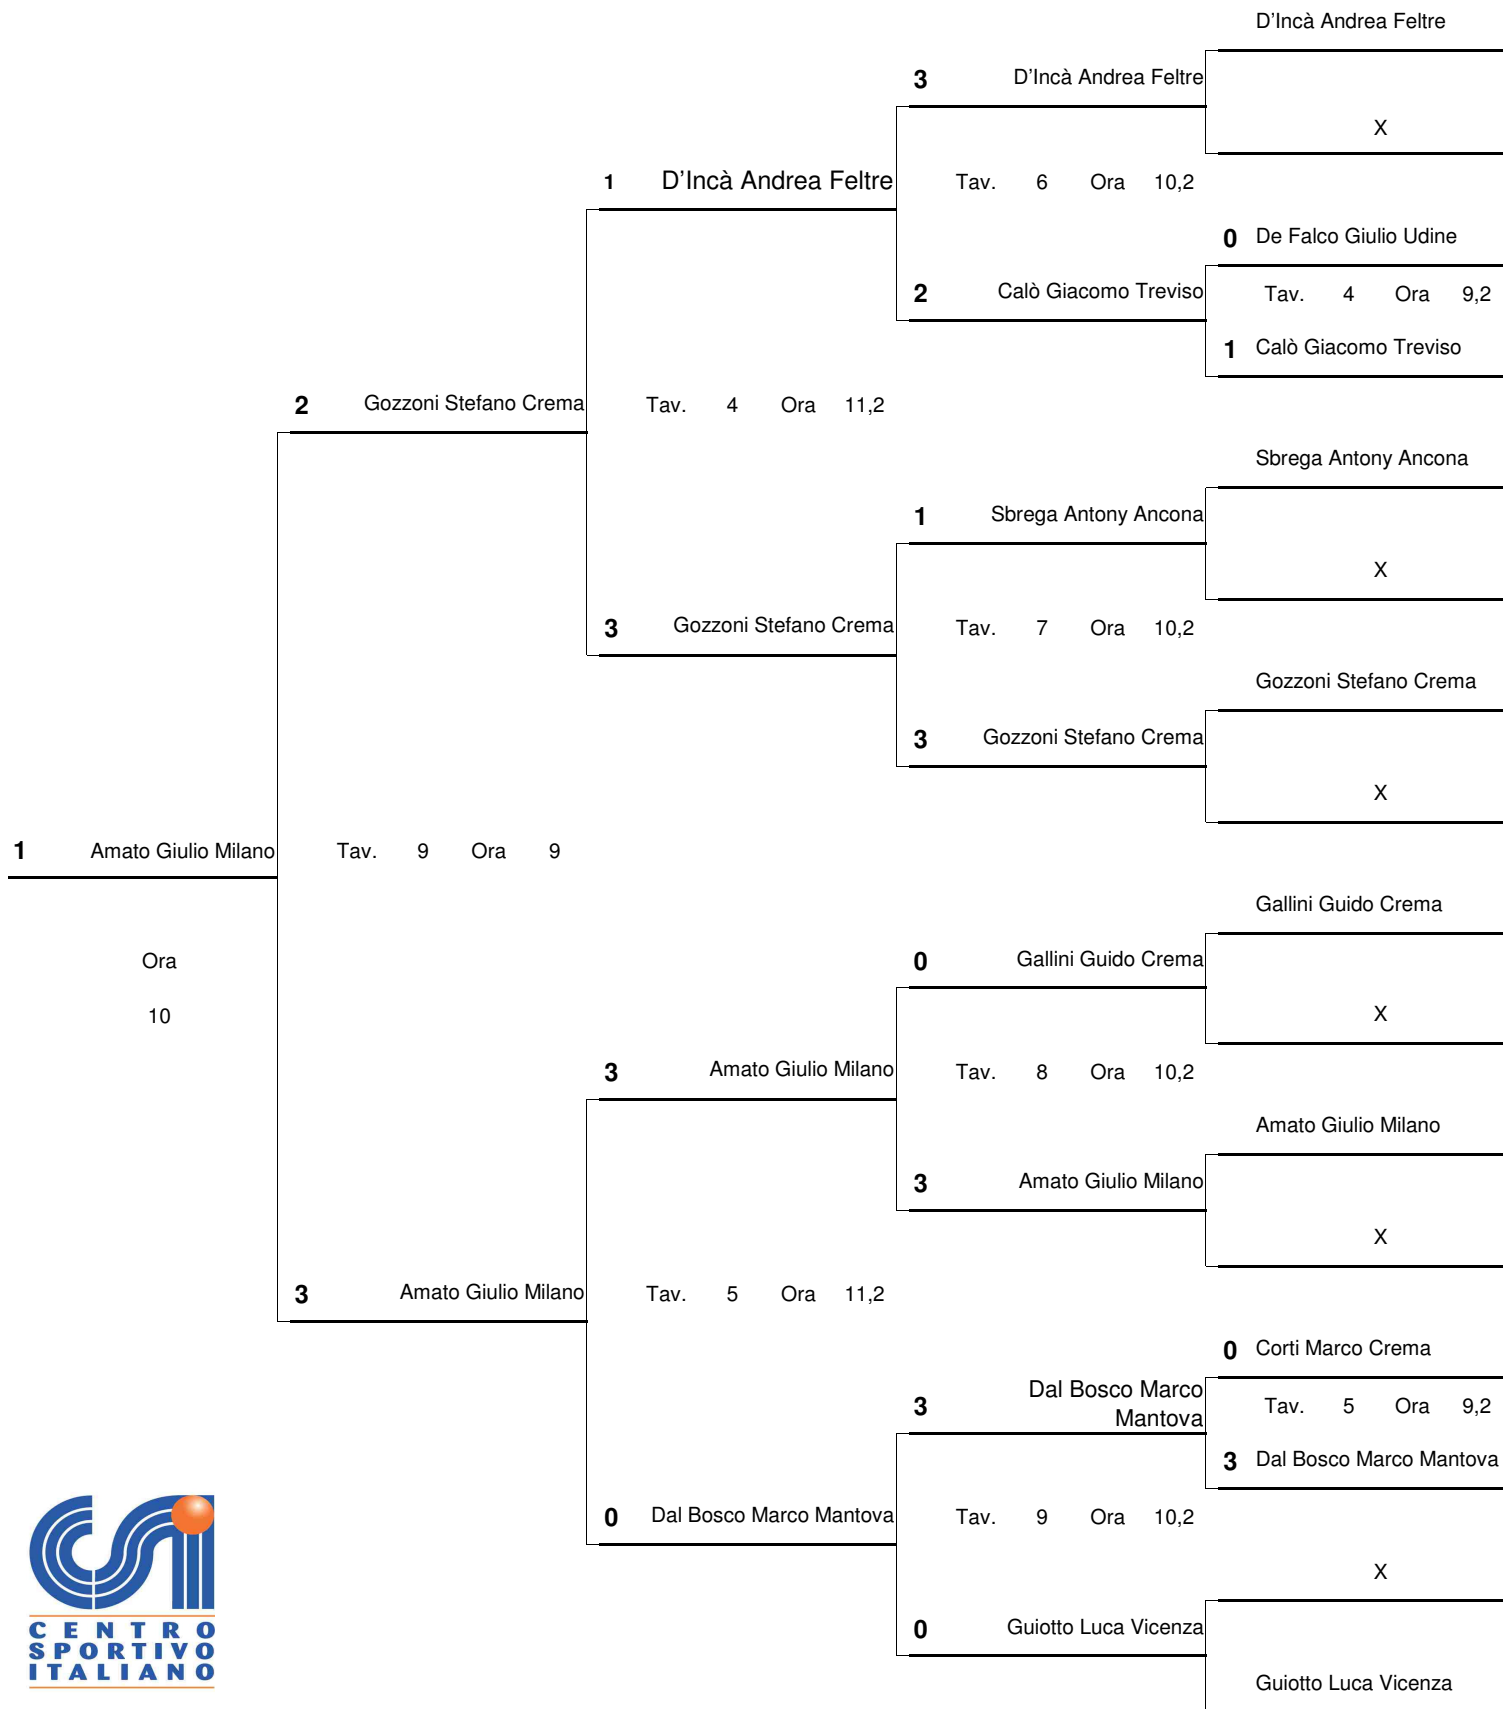 D'Incà Andrea Feltre
3 D'Incà Andrea Feltre
X
1 D'Incà Andrea Feltre
Tav. 6 Ora 10,2
0 De Falco Giulio Udine
2 Calò Giacomo Treviso
Tav. 4 Ora 9,2
1 Calò Giacomo Treviso
2 Gozzoni Stefano Crema
Tav. 4 Ora 11,2
Sbrega Antony Ancona
1 Sbrega Antony Ancona
X
3 Gozzoni Stefano Crema
Tav. 7 Ora 10,2
Gozzoni Stefano Crema
3 Gozzoni Stefano Crema
X
1 Amato Giulio Milano
Tav. 9 Ora 9
Gallini Guido Crema
Ora
0 Gallini Guido Crema
10
X
3 Amato Giulio Milano
Tav. 8 Ora 10,2
Amato Giulio Milano
3 Amato Giulio Milano
X
3 Amato Giulio Milano
Tav. 5 Ora 11,2
0 Corti Marco Crema
3 Dal Bosco Marco
Mantova
Tav. 5 Ora 9,2
3 Dal Bosco Marco Mantova
0 Dal Bosco Marco Mantova
Tav. 9 Ora 10,2
X
0 Guiotto Luca Vicenza
Guiotto Luca Vicenza
CSI
CENTRO
SPORTIVO
ITALIANO